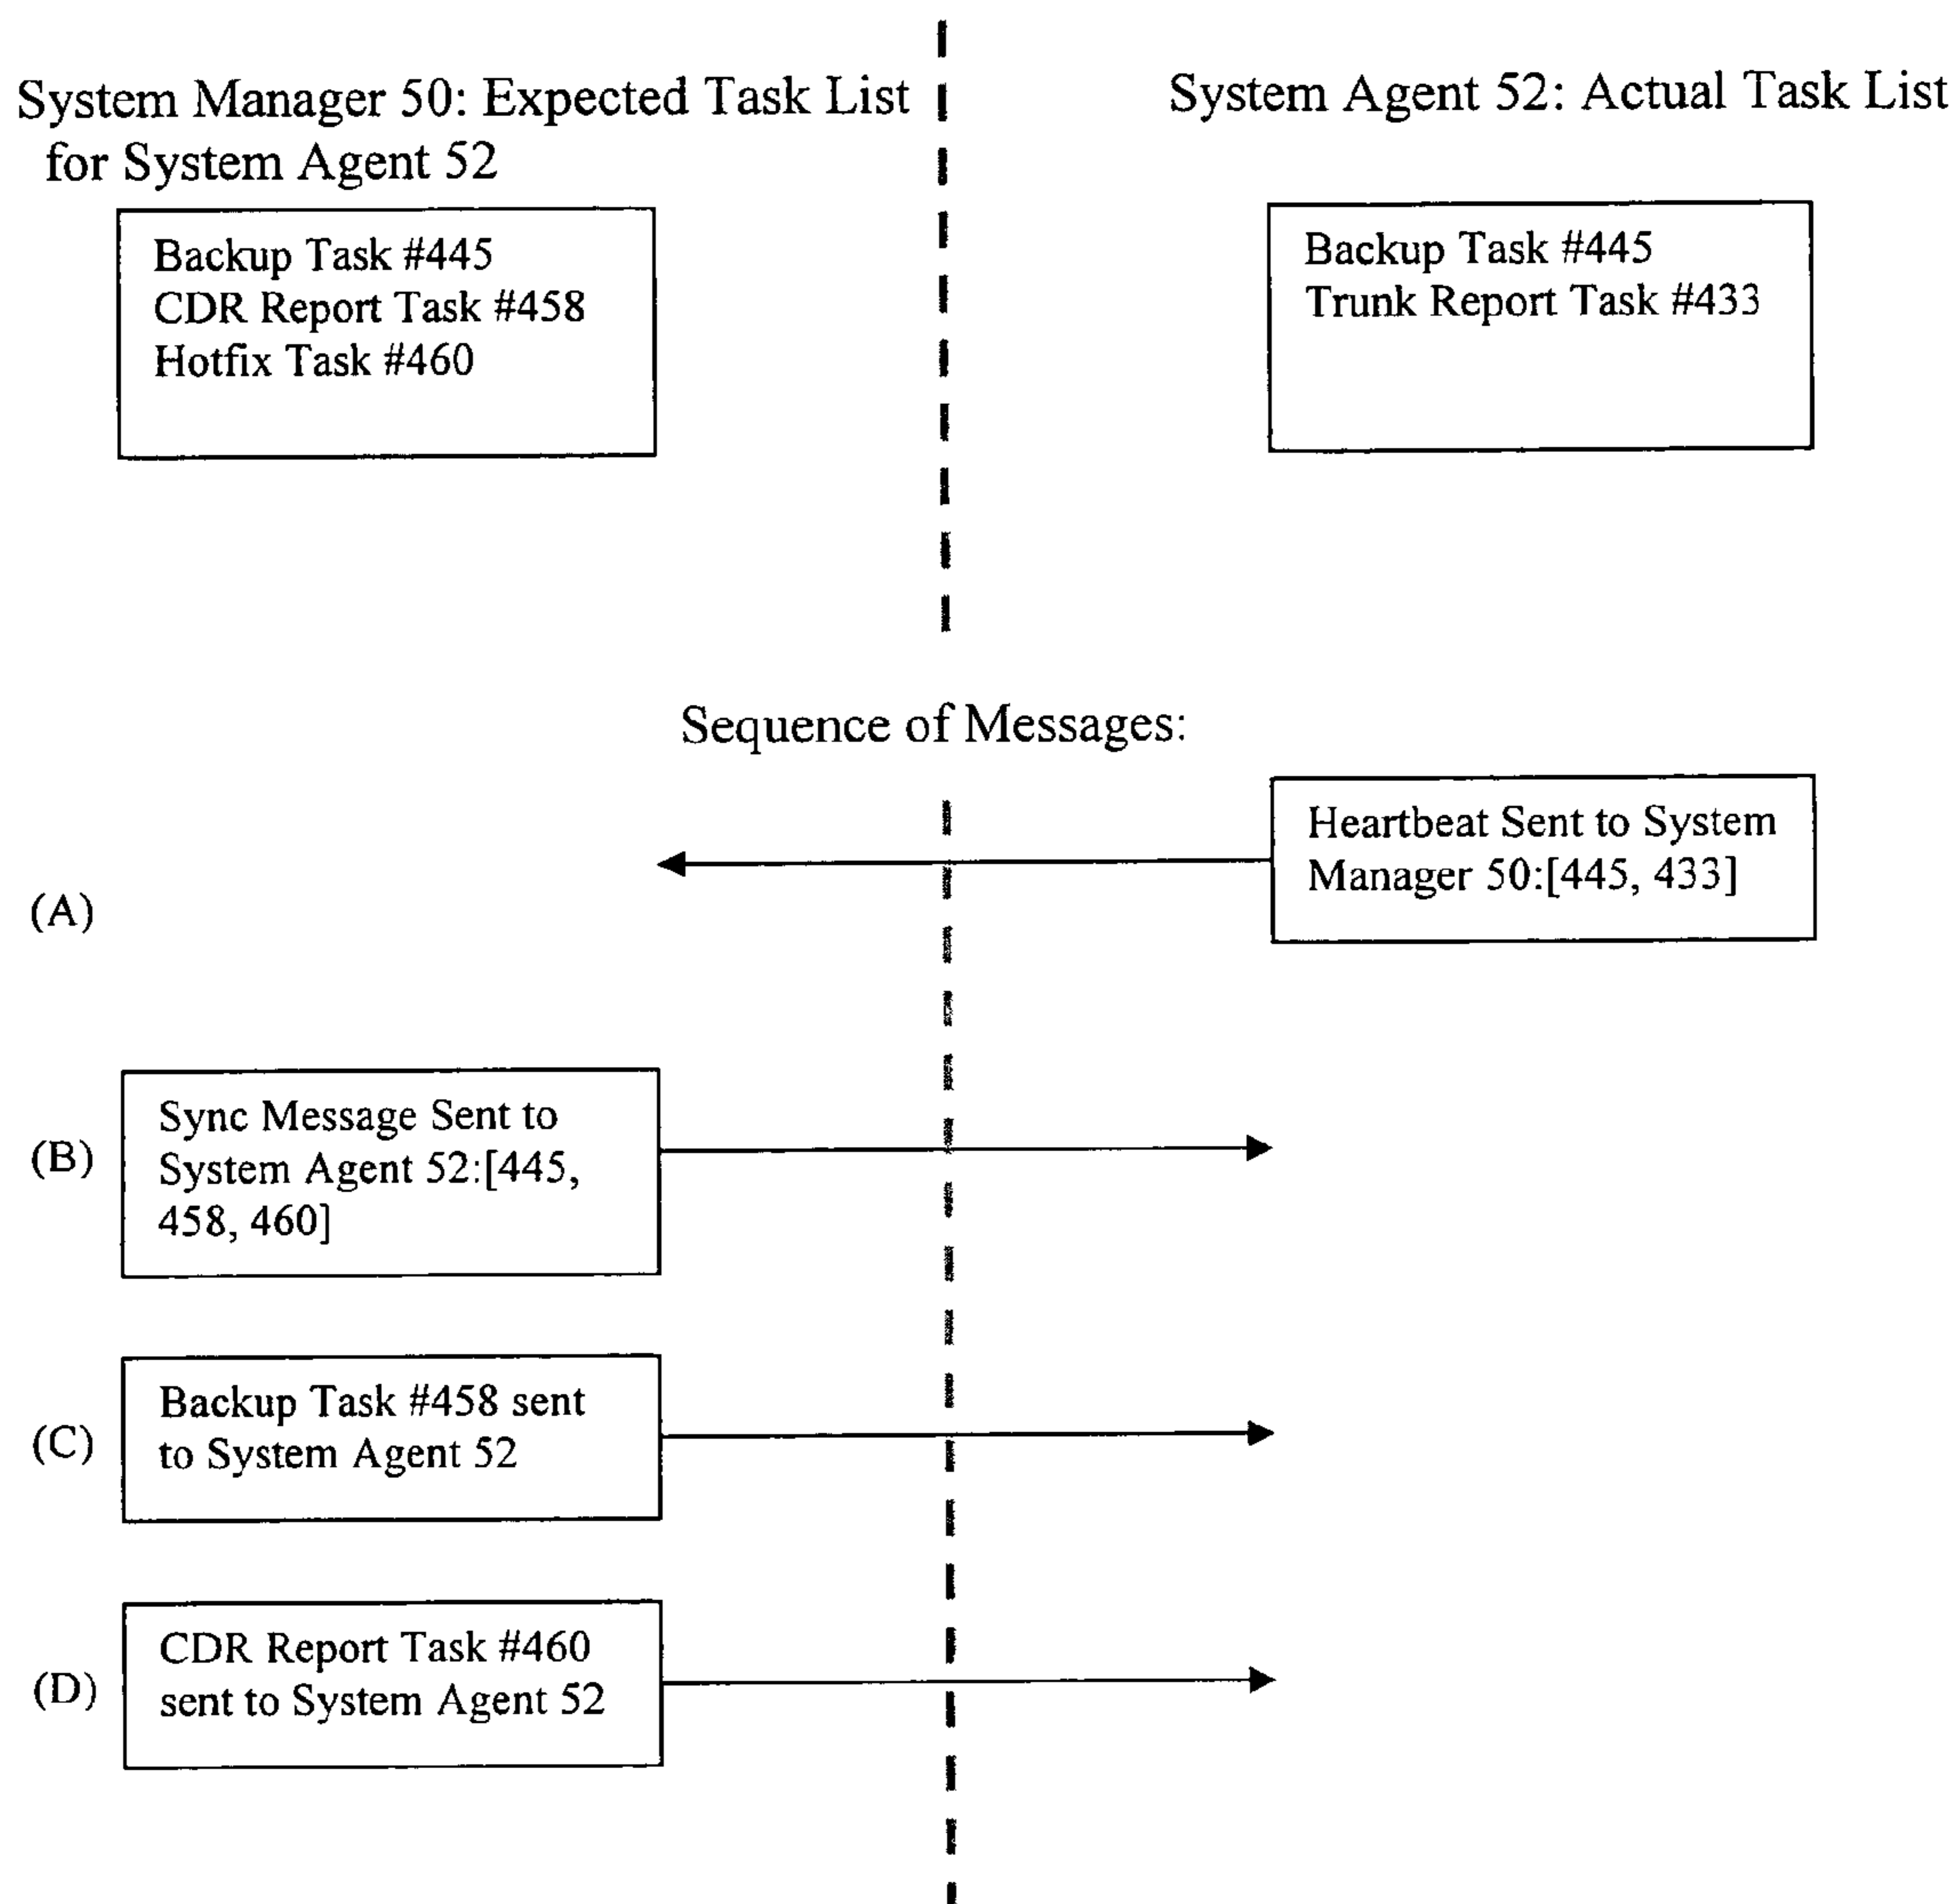 System Manager 50: Expected Task List
for System Agent 52
System Agent 52: Actual Task List
Backup Task #445
CDR Report Task #458
Hotfix Task #460
Backup Task #445
Trunk Report Task #433
Sequence of Messages:
Heartbeat Sent to System
Manager 50:[445, 433]
(A)
(B)
Sync Message Sent to
System Agent 52:[445,
458, 460]
(C)
Backup Task #458 sent
to System Agent 52
(D)
CDR Report Task #460
sent to System Agent 52